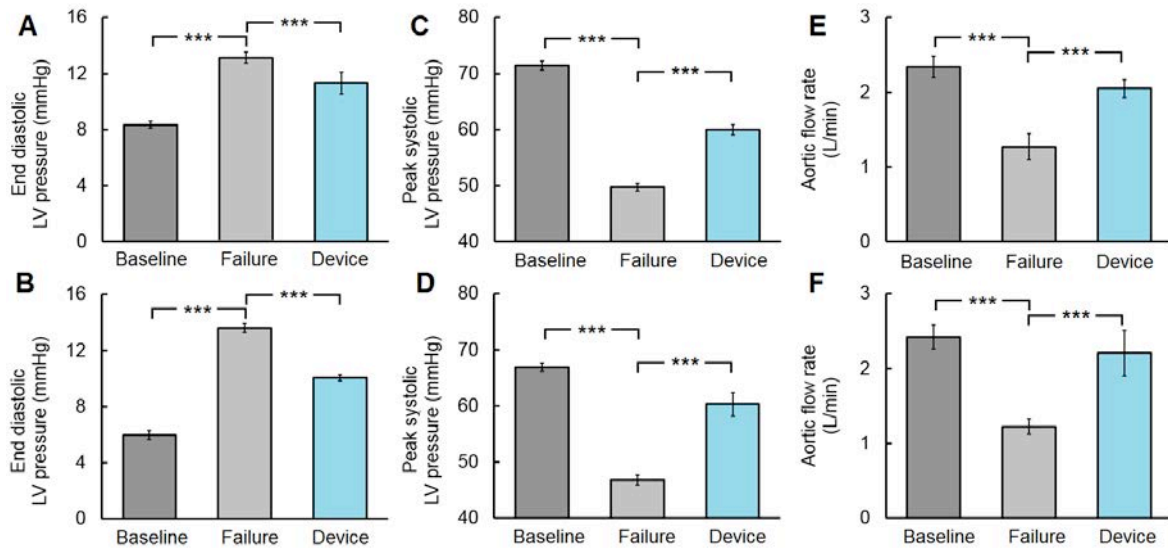 A
End diastolic
LV pressure (mmHg)
16
12
8
4
0
***
***
Baseline
Failure
Device
C
Peak systolic
LV pressure (mmHg)
80
70
60
50
40
***
***
Baseline
Failure
Device
E
Aortic flow rate
(L/min)
3
2
1
0
***
***
Baseline
Failure
Device
B
End diastolic
LV pressure (mmHg)
16
12
8
4
0
***
***
Baseline
Failure
Device
D
Peak systolic
LV pressure (mmHg)
80
70
60
50
40
***
***
Baseline
Failure
Device
F
Aortic flow rate
(L/min)
3
2
1
0
***
***
Baseline
Failure
Device